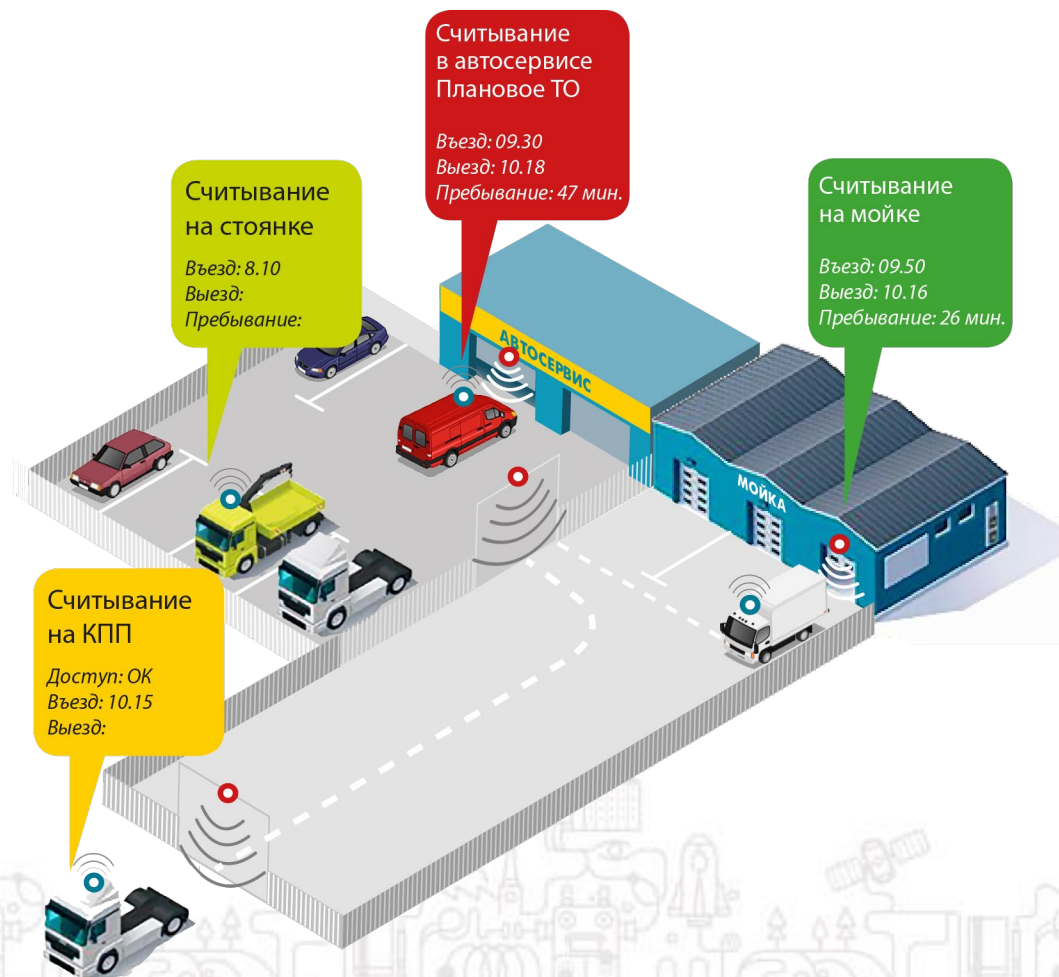 Считывание
в автосервисе
Плановое ТО
Въезд: 09.30
Выезд: 10.18
Пребывание: 47 мин.
Считывание
на стоянке
Въезд: 8.10
Выезд:
Пребывание:
Считывание
на мойке
Въезд: 09.50
Выезд: 10.16
Пребывание: 26 мин.
АВТОСЕРВИС
МОЙКА
Считывание
на КПП
Доступ: ОК
Въезд: 10.15
Выезд: